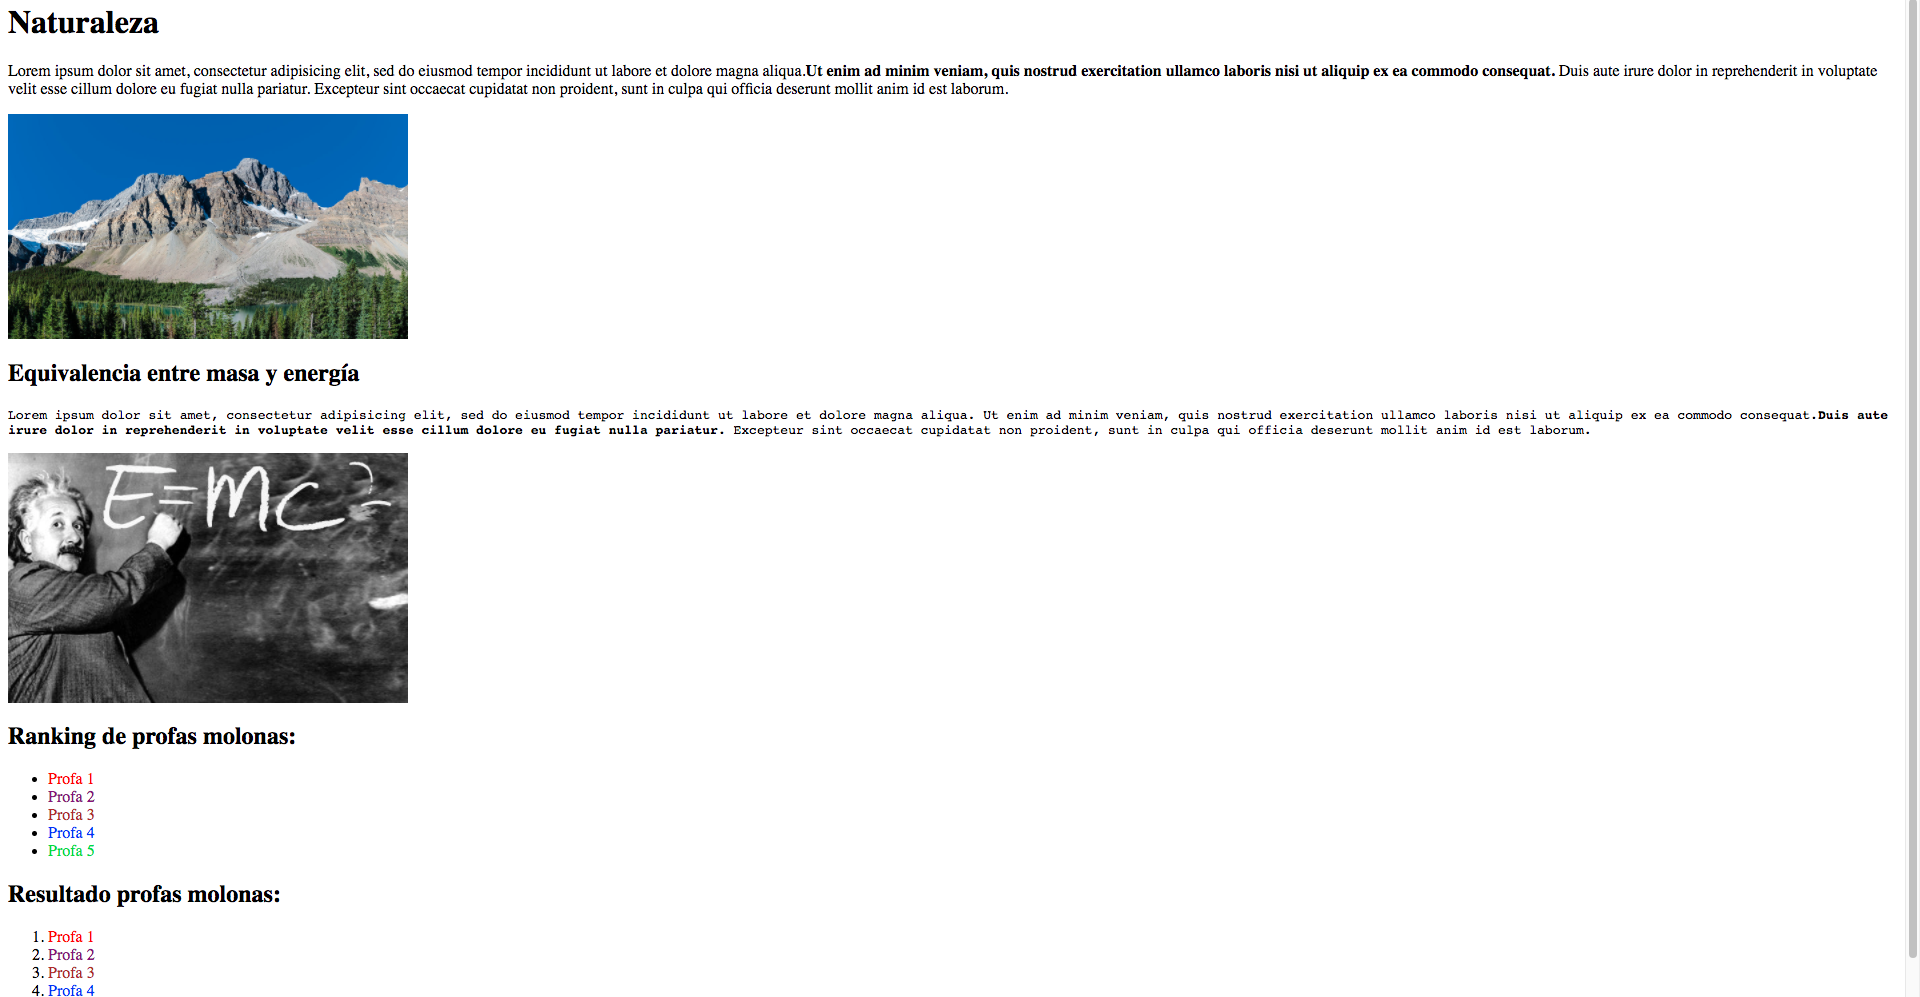 Naturaleza
Lorem ipsum dolor sit amet, consectetur adipisicing elit, sed do eiusmod tempor incididunt ut labore et dolore magna aliqua.Ut enim ad minim veniam, quis nostrud exercitation ullamco laboris nisi ut aliquip ex ea commodo consequat. Duis aute irure dolor in reprehenderit in voluptate
velit esse cillum dolore eu fugiat nulla pariatur. Excepteur sint occaecat cupidatat non proident, sunt in culpa qui officia deserunt mollit anim id est laborum.
Equivalencia entre masa y energía
Lorem ipsum dolor sit amet, consectetur adipisicing elit, sed do eiusmod tempor incididunt ut labore et dolore magna aliqua. Ut enim ad minim veniam, quis nostrud exercitation ullamco laboris nisi ut aliquip ex ea commodo consequat.Duis aute
irure dolor in reprehenderit in voluptate velit esse cillum dolore eu fugiat nulla pariatur. Excepteur sint occaecat cupidatat non proident, sunt in culpa qui officia deserunt mollit anim id est laborum.
E=mc²
Ranking de profas molonas:
• Profa 1
• Profa 2
• Profa 3
• Profa 4
• Profa 5
Resultado profas molonas:
1. Profa 1
2. Profa 2
3. Profa 3
4. Profa 4